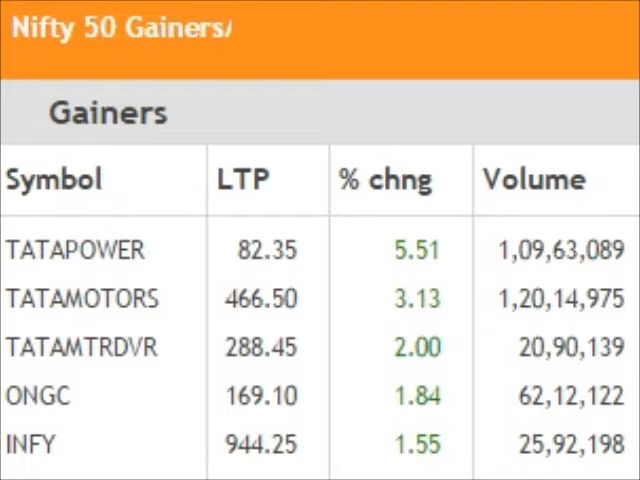 Nifty 50 Gainers/
Gainers
Symbol LTP % chng Volume
TATAPOWER 82.35 5.51 1,09,63,089
TATAMOTORS 466.50 3.13 1,20,14,975
TATAMTRDVR 288.45 2.00 20,90,139
ONGC 169.10 1.84 62,12,122
INFY 944.25 1.55 25,92,198